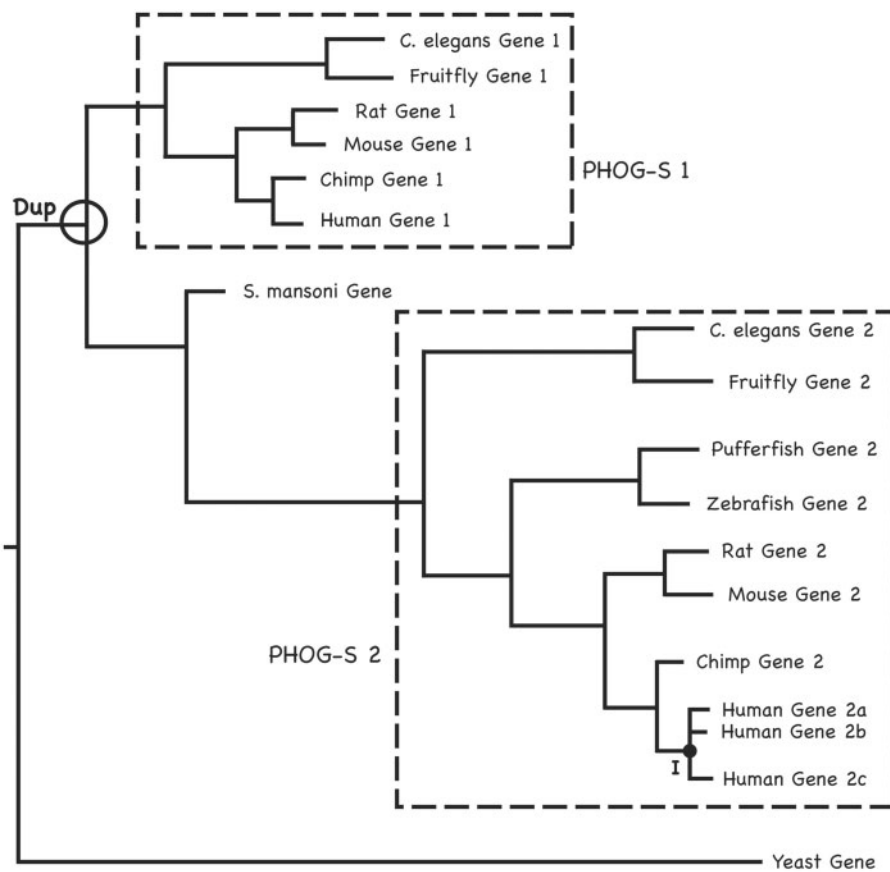 C. elegans Gene 1
Fruitfly Gene 1
Rat Gene 1
Mouse Gene 1
PHOG-S 1
Chimp Gene 1
Dup
Human Gene 1
S. mansoni Gene
C. elegans Gene 2
Fruitfly Gene 2
Pufferfish Gene 2
Zebrafish Gene 2
Rat Gene 2
Mouse Gene 2
PHOG-S 2
Chimp Gene 2
Human Gene 2a
Human Gene 2b
I
Human Gene 2c
Yeast Gene